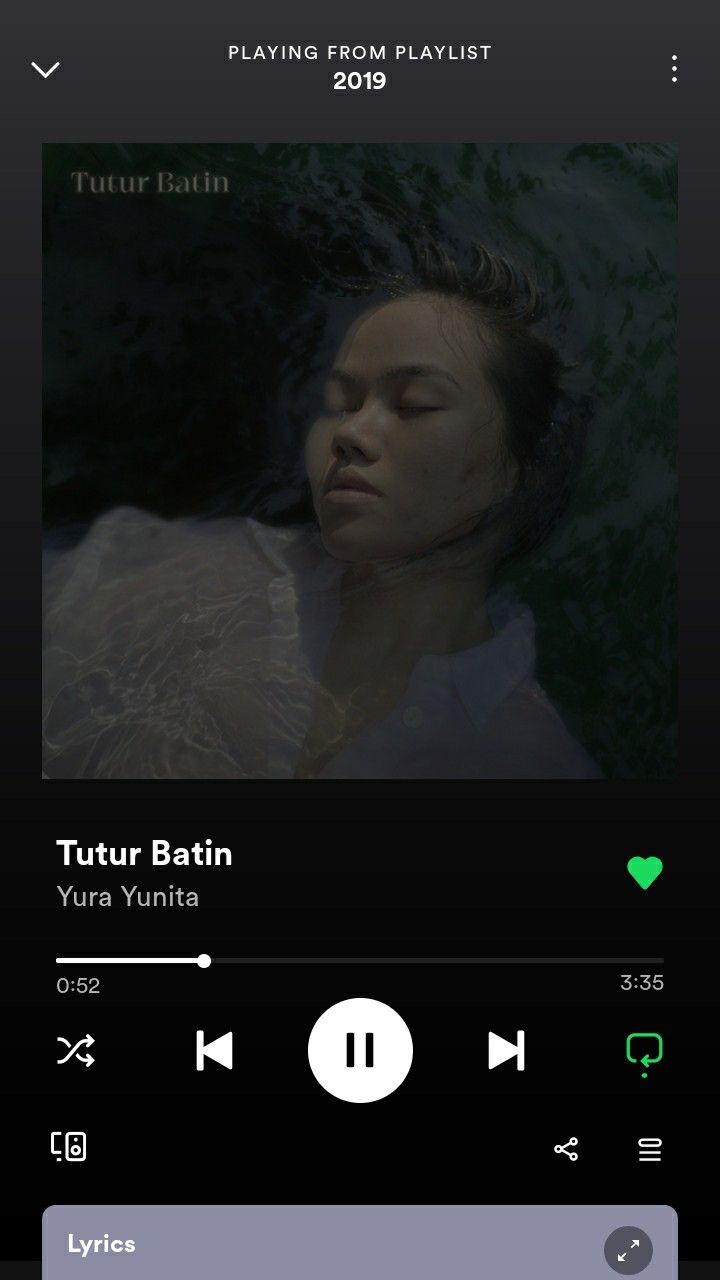 PLAYING FROM PLAYLIST
2019
Tutur Batin
Tutur Batin
Yura Yunita
0:52
3:35
Lyrics